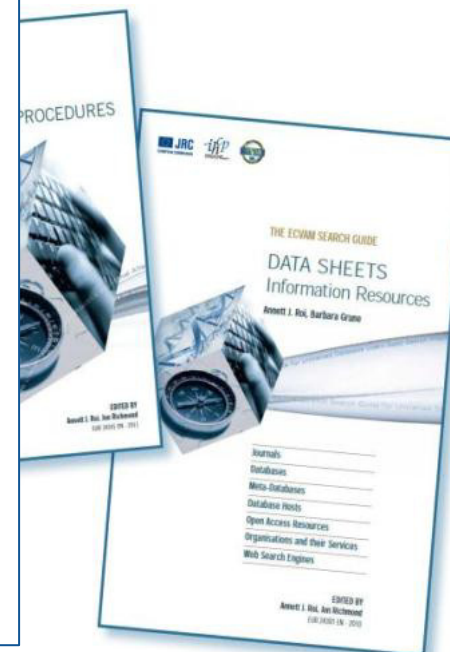 PROCEDURES
EDITED BY
Annett J. Roi, Jon Richmond
JRC
THE ECVAM SEARCH GUIDE
DATA SHEETS
Information Resources
Annett J. Roi, Barbara Grune
Journals
Databases
Meta-Databases
Database Hosts
Open Access Resources
Organisations and their Services
Web Search Engines
EDITED BY
Annett J. Roi, Jon Richmond